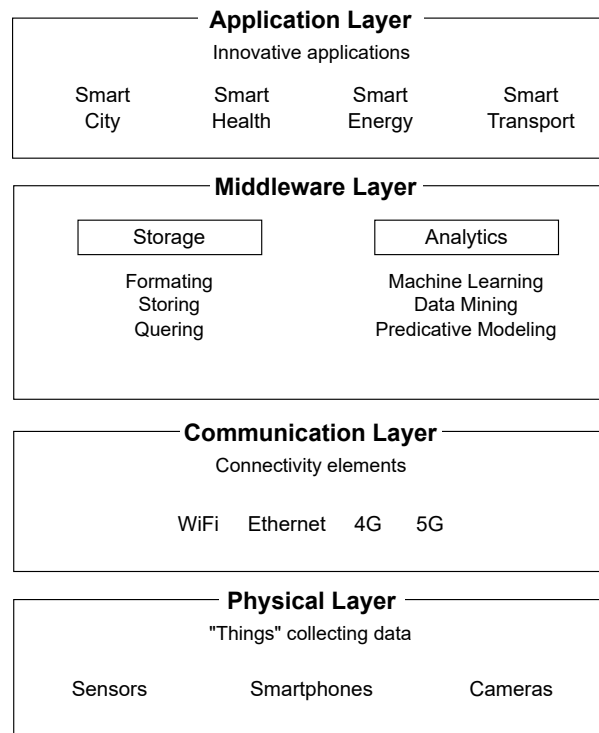 Application Layer
Innovative applications
Smart City
Smart Health
Smart Energy
Smart Transport
Middleware Layer
Storage
Formating
Storing
Quering
Analytics
Machine Learning
Data Mining
Predicative Modeling
Communication Layer
Connectivity elements
WiFi Ethernet 4G 5G
Physical Layer
"Things" collecting data
Sensors Smartphones Cameras